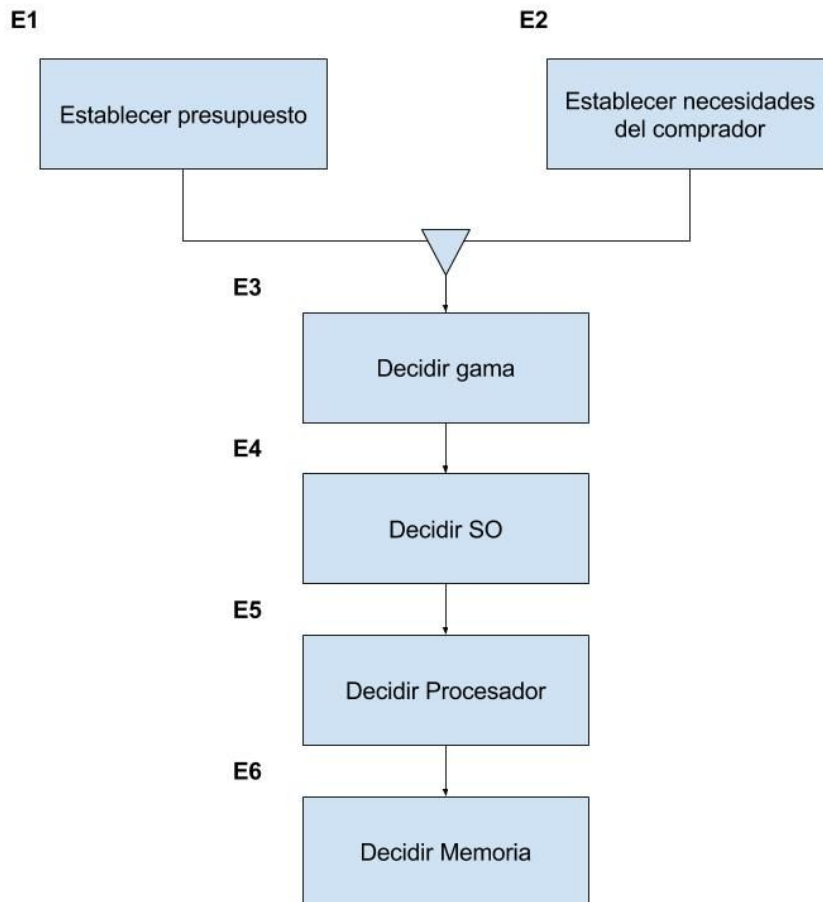 E1
E2
Establecer presupuesto
Establecer necesidades
del comprador
E3
Decidir gama
E4
Decidir SO
E5
Decidir Procesador
E6
Decidir Memoria